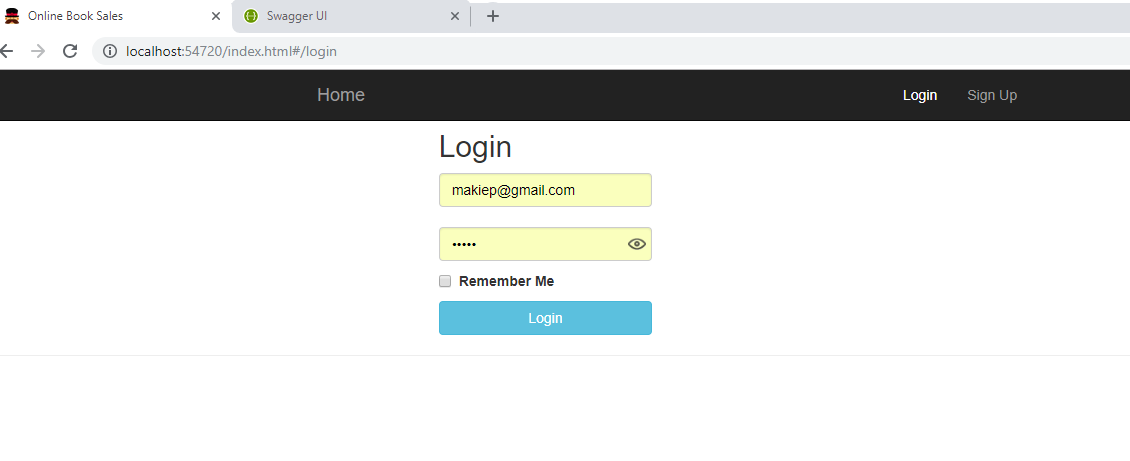 Online Book Sales
Swagger UI
localhost:54720/index.html#/login
Home
Login
Sign Up
Login
makiep@gmail.com
•••••
Remember Me
Login